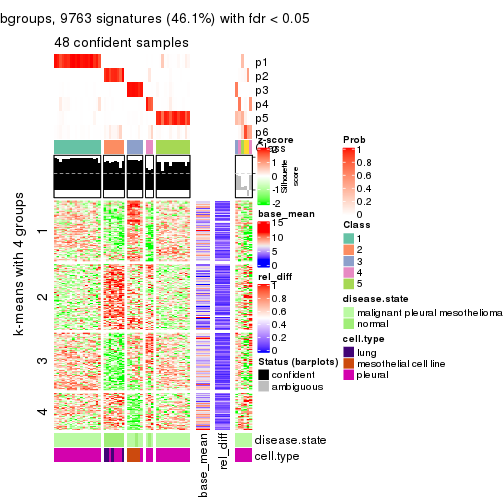 bgroups, 9763 signatures (46.1%) with fdr < 0.05
48 confident samples
p1
p2
p3
p4
p5
p6
Silhouette
score
k-means with 4 groups
1
2
3
4
z-score
2
1
0
-1
-2
base_mean
15
10
5
0
rel_diff
1
0.8
0.6
0.4
0.2
0
Status (barplots)
confident
ambiguous
Prob
1
0.8
0.6
0.4
0.2
0
Class
1
2
3
4
5
disease.state
malignant pleural mesothelioma
normal
cell.type
lung
mesothelial cell line
pleural
disease.state
cell.type
base_mean
rel_diff